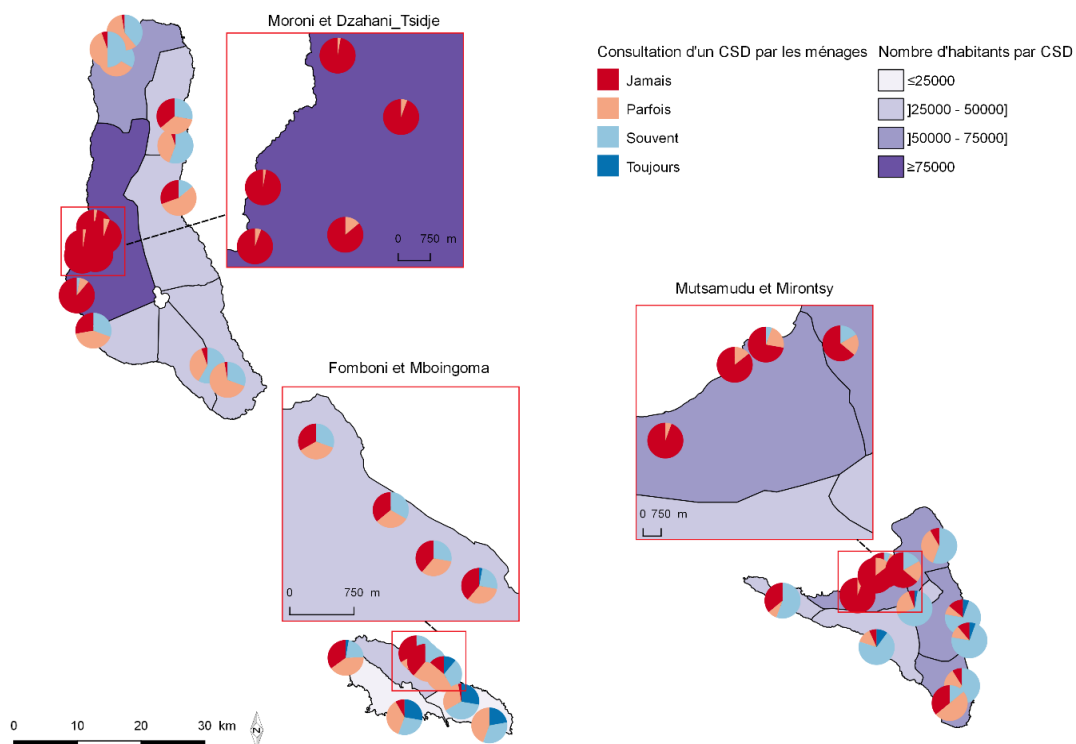 Moroni et Dzahani_Tsidje
0 750 m
Consultation d'un CSD par les ménages
Jamais
Parfois
Souvent
Toujours
Nombre d'habitants par CSD
≤25000
]25000 - 50000]
]50000 - 75000]
≥75000
Mutsamudu et Mirontsy
0 750 m
Fomboni et Mboingoma
0 750 m
0 10 20 30 km
N